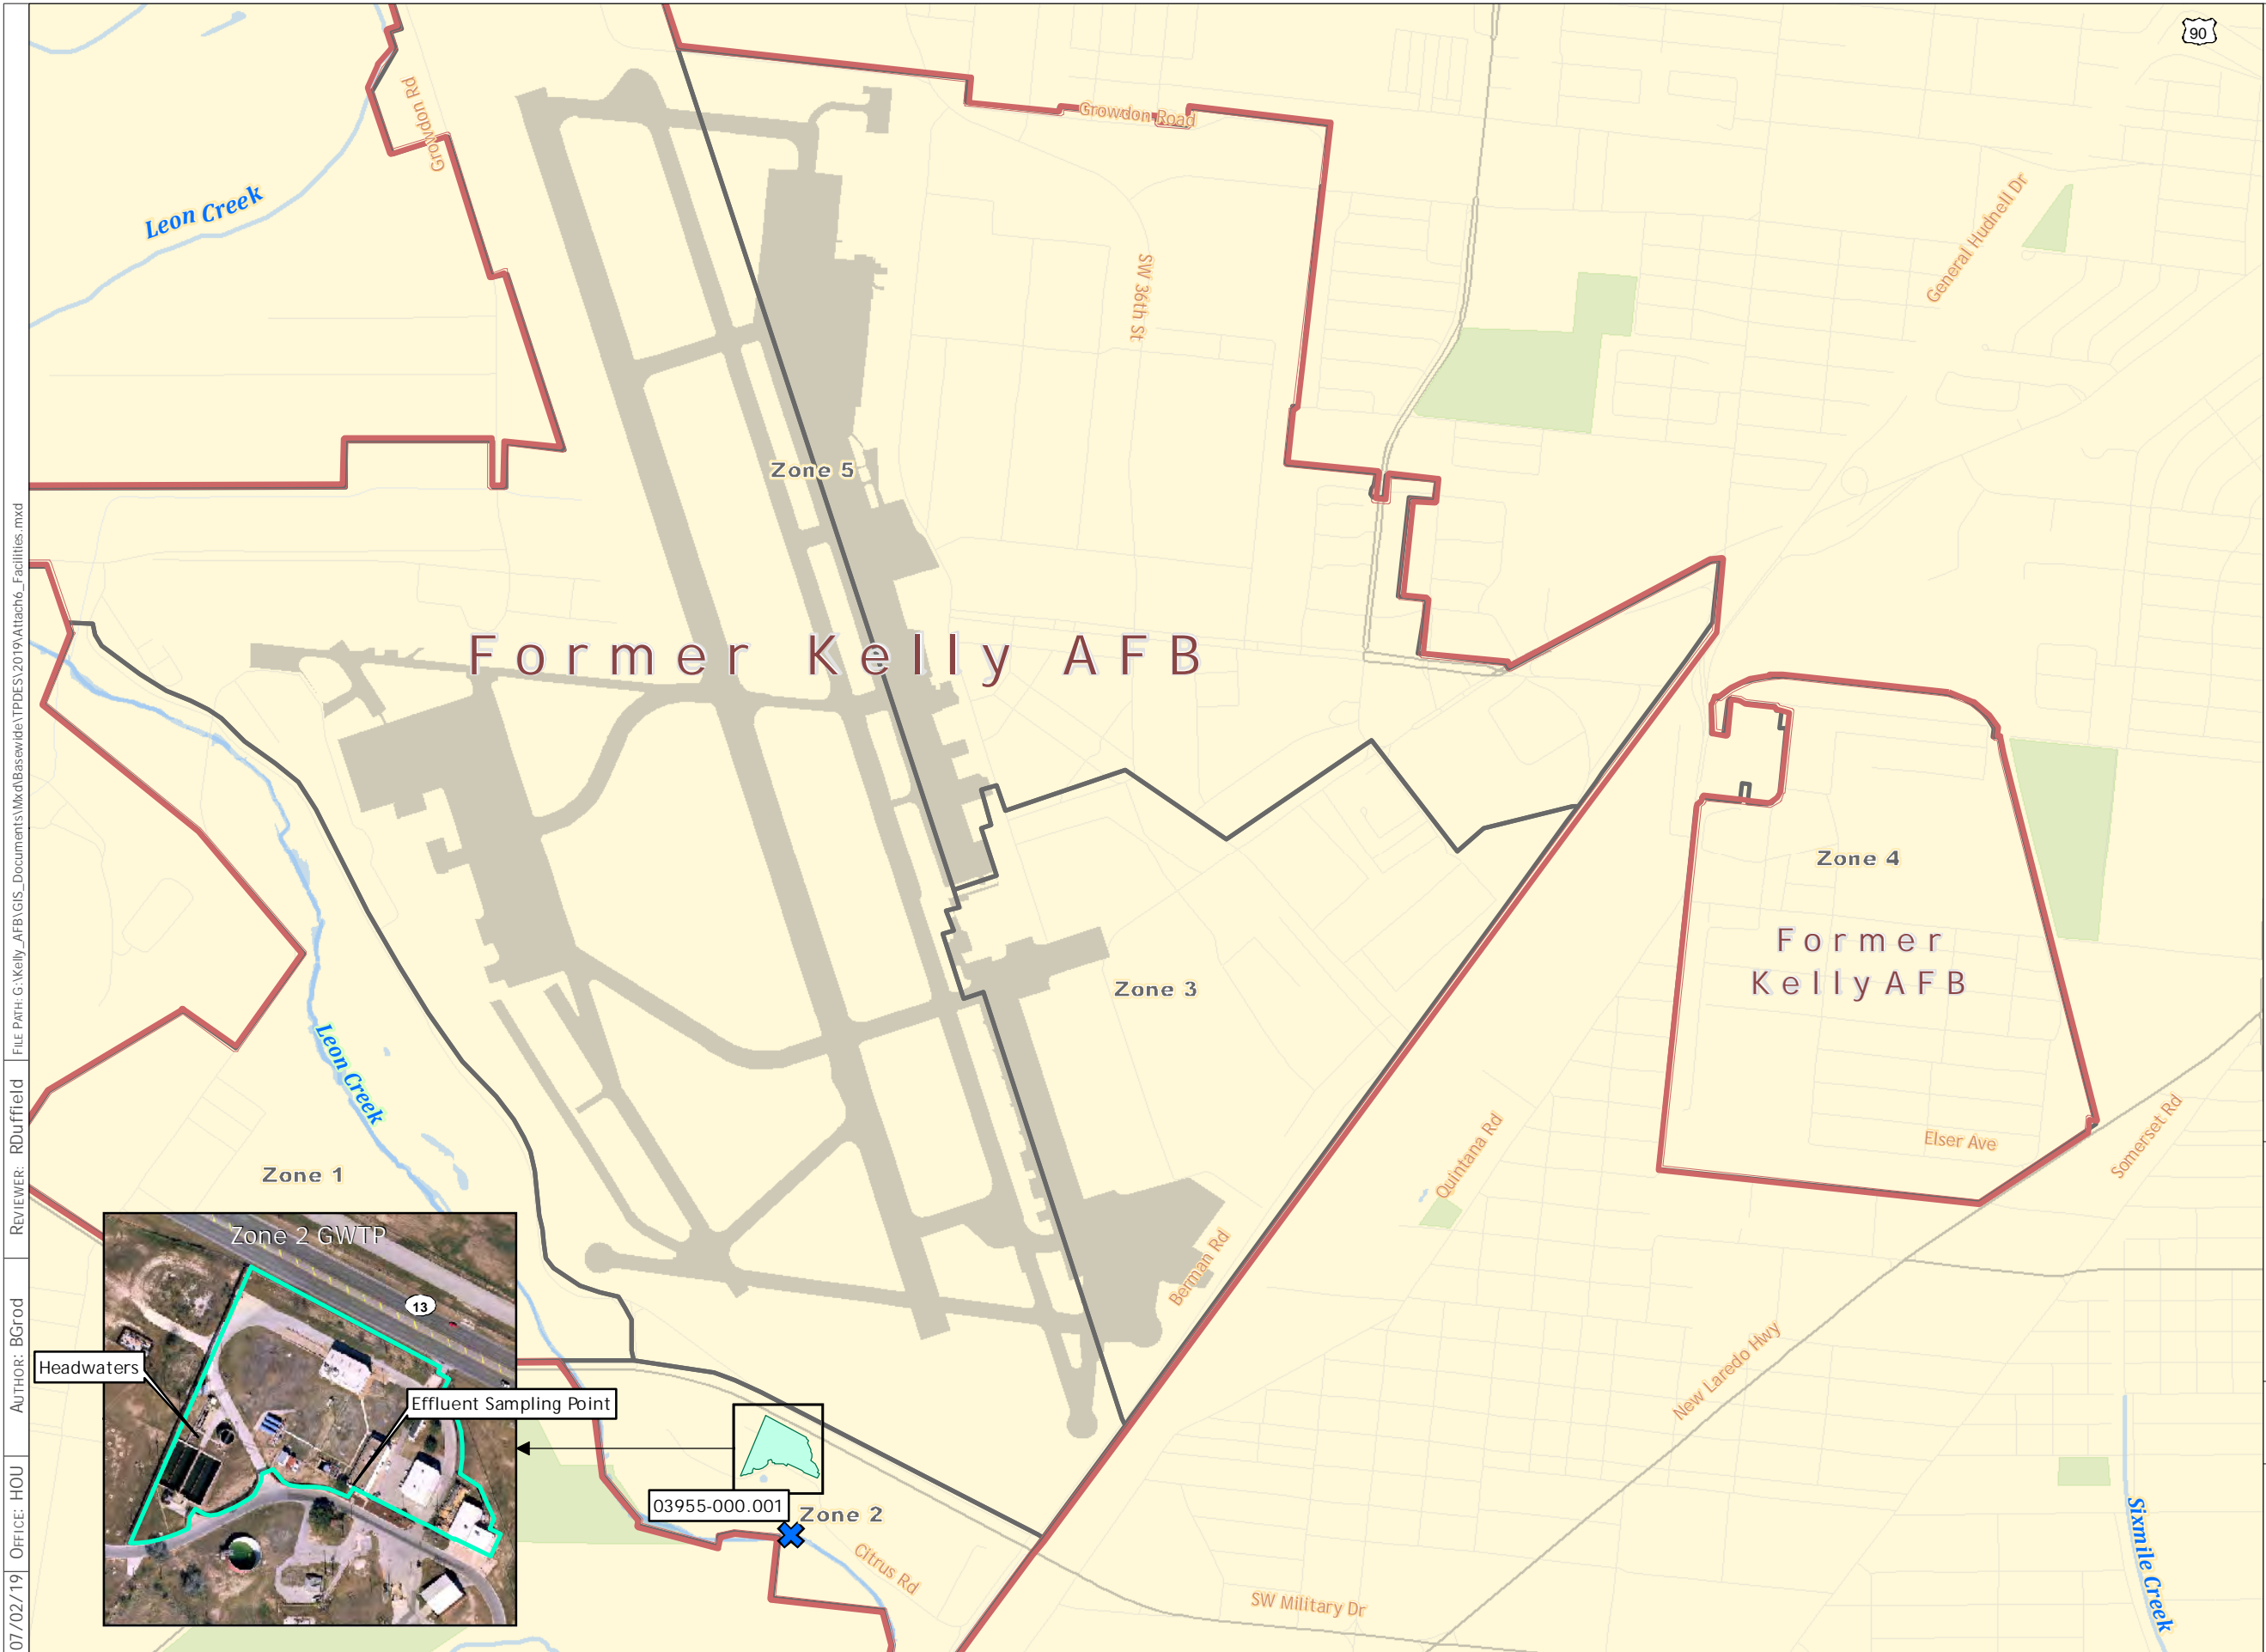 90
Growdon Rd
Growdon Road
Leon Creek
General Hudnell Dr
SW 36th St
Zone 5
Former Kelly AFB
Zone 4
Former
Kelly AFB
Zone 3
Leon Creek
Quintana Rd
Elser Ave
Somerset Rd
Zone 1
Berman Rd
Zone 2 GWTP
13
Headwaters
Effluent Sampling Point
New Laredo Hwy
03955-000.001
Zone 2
Citrus Rd
SW Military Dr
Sixmile Creek
FILE PATH: G:\Kelly_AFB\GIS_Documents\Mxd\Basewide\TPDES\2019\Attach6_Facilities.mxd
REVIEWER: RDuffield
AUTHOR: BGrod
OFFICE: HOU
07/02/19